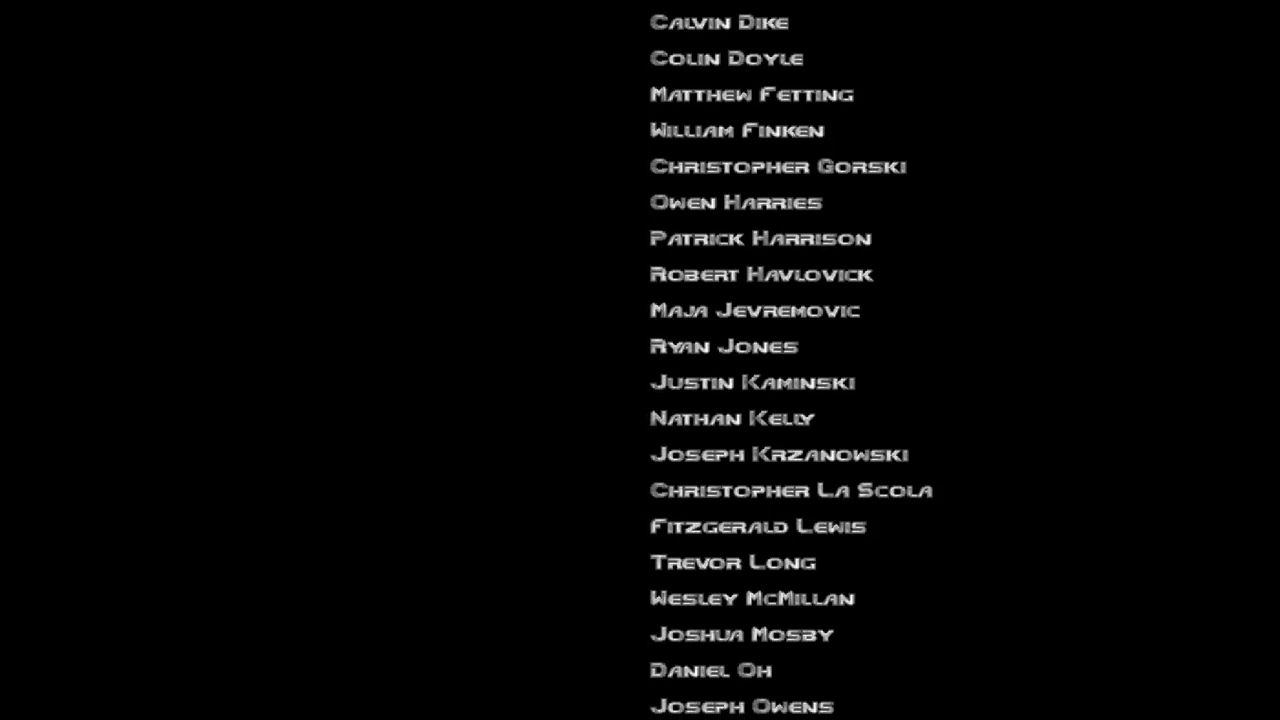 Calvin Dike
Colin Doyle
Matthew Fetting
William Finken
Christopher Gorski
Owen Harries
Patrick Harrison
Robert Havlovick
Maja Jevremovic
Ryan Jones
Justin Kaminski
Nathan Kelly
Joseph Krzanowski
Christopher La Scola
Fitzgerald Lewis
Trevor Long
Wesley McMillan
Joshua Mosby
Daniel Oh
Joseph Owens